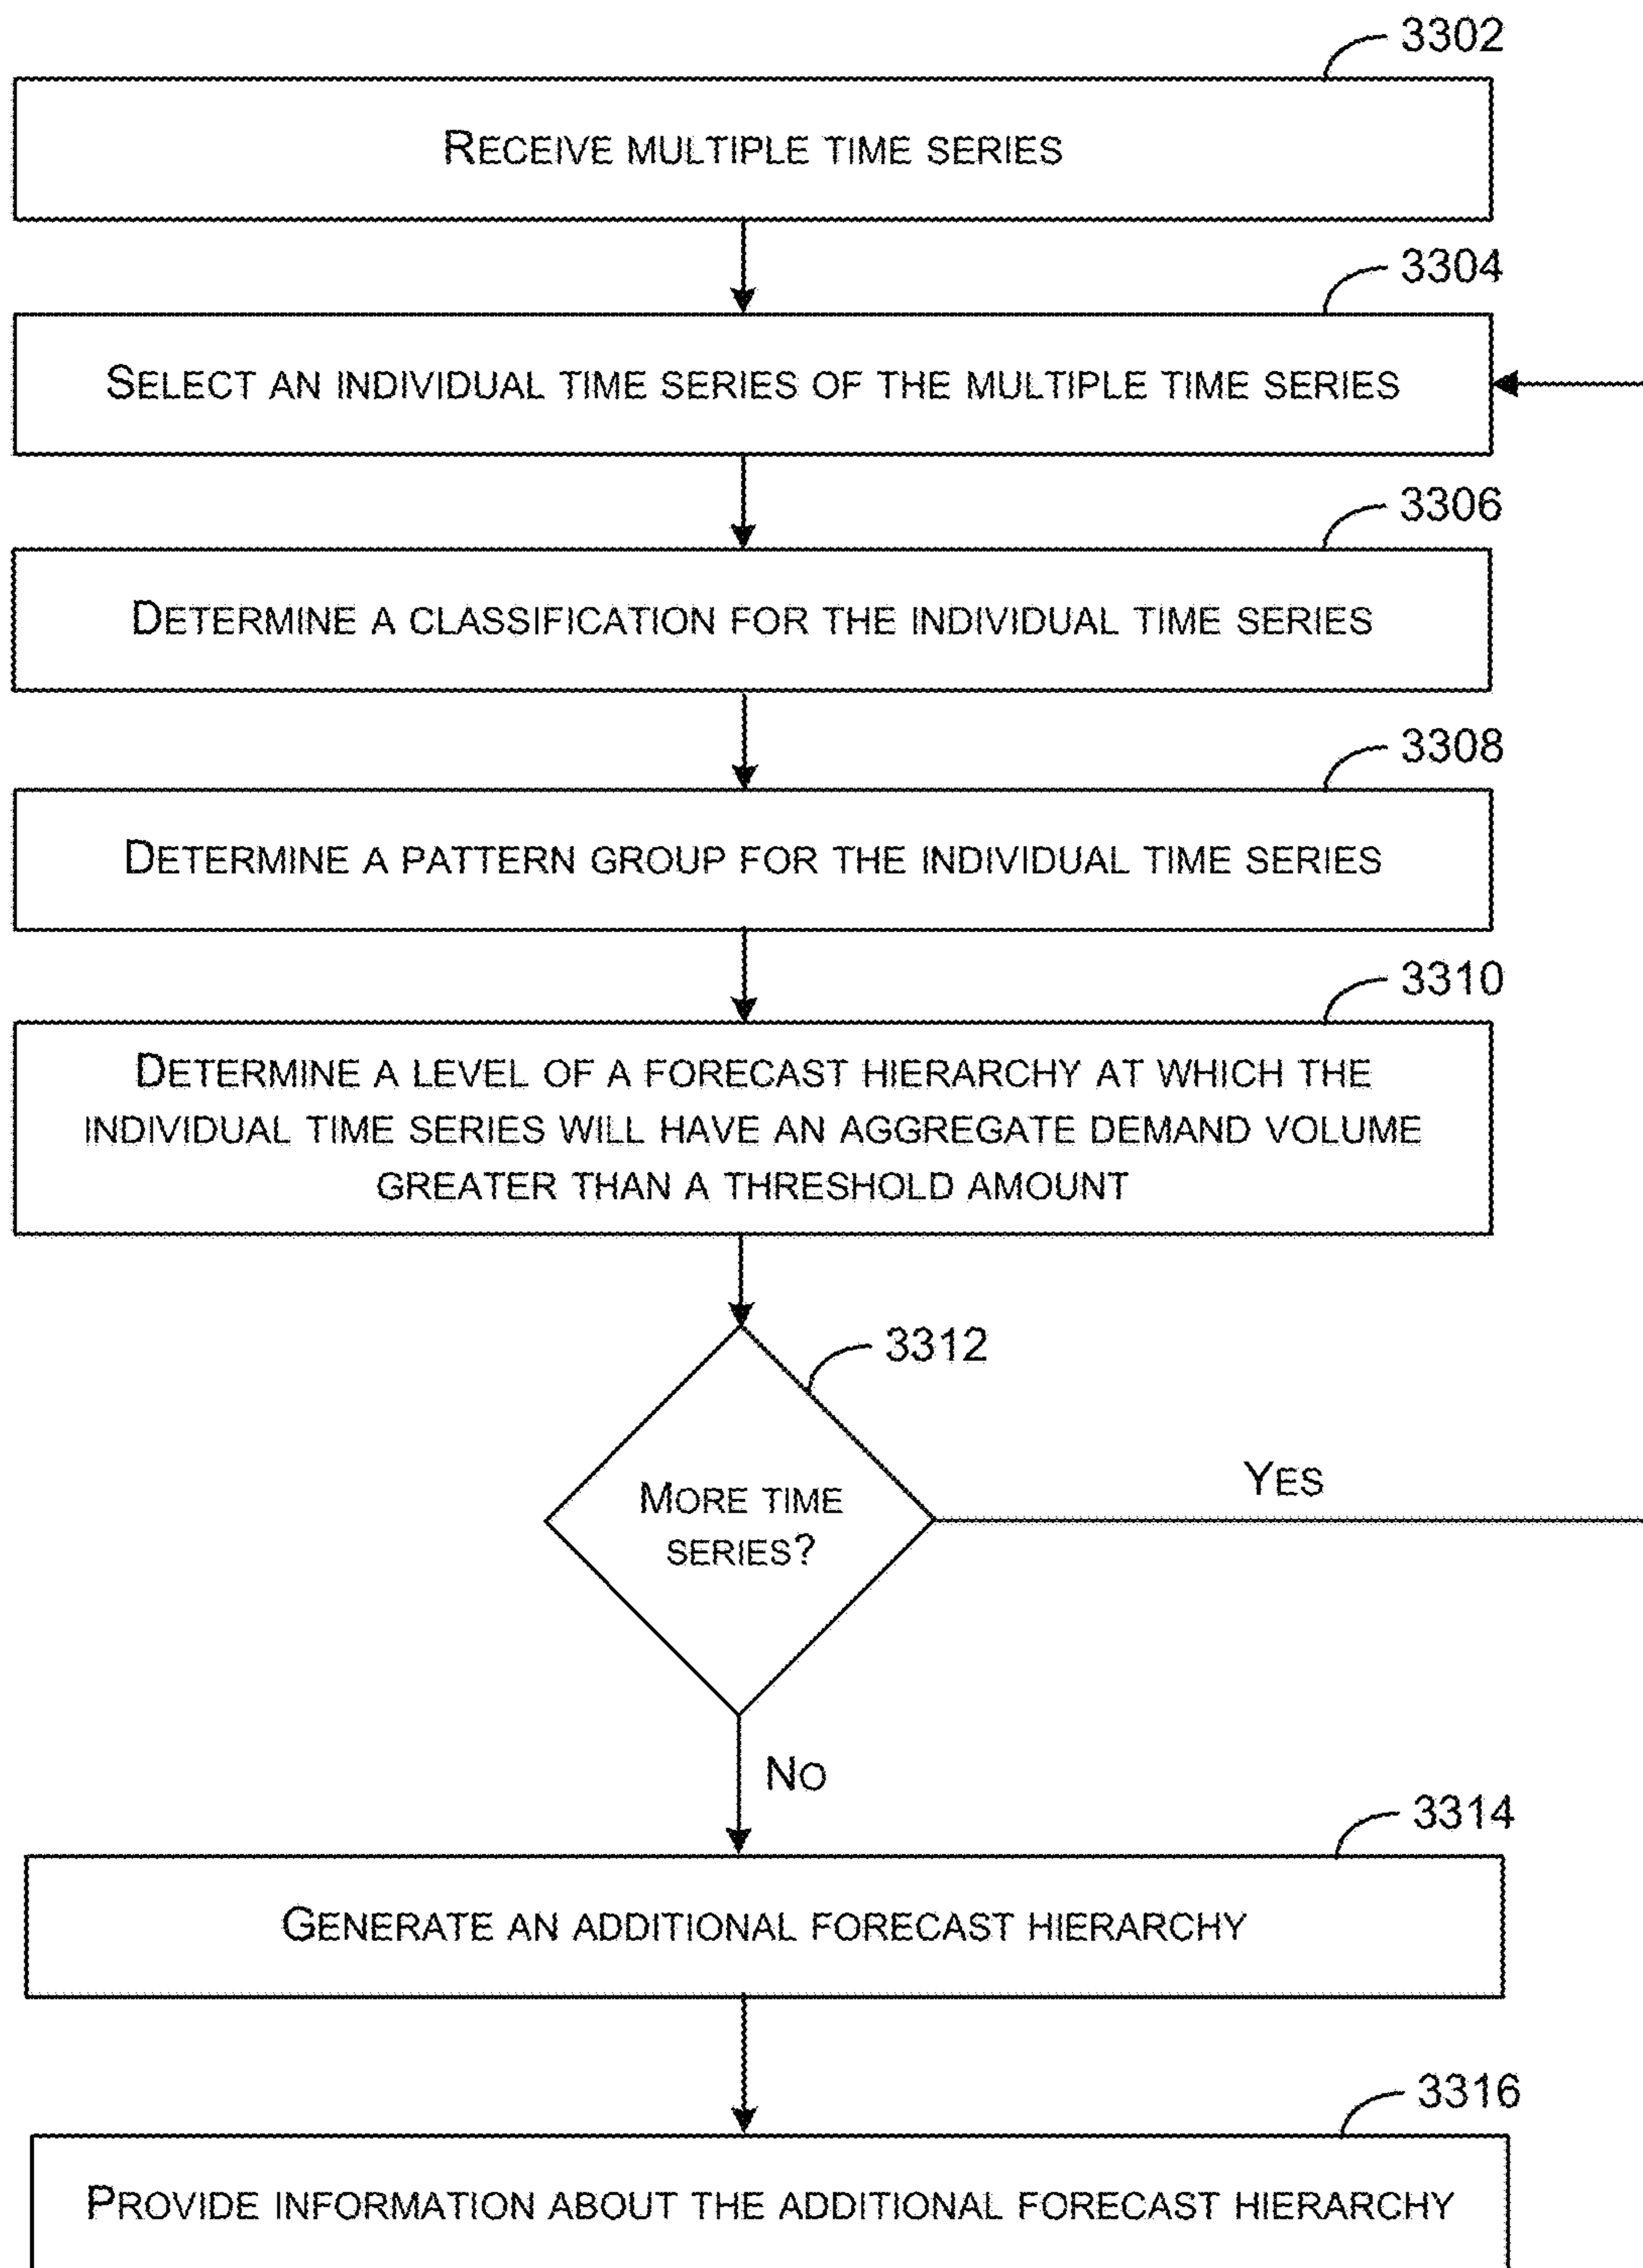 3302
RECEIVE MULTIPLE TIME SERIES
3304
SELECT AN INDIVIDUAL TIME SERIES OF THE MULTIPLE TIME SERIES
3306
DETERMINE A CLASSIFICATION FOR THE INDIVIDUAL TIME SERIES
3308
DETERMINE A PATTERN GROUP FOR THE INDIVIDUAL TIME SERIES
3310
DETERMINE A LEVEL OF A FORECAST HIERARCHY AT WHICH THE
INDIVIDUAL TIME SERIES WILL HAVE AN AGGREGATE DEMAND VOLUME
GREATER THAN A THRESHOLD AMOUNT
3312
MORE TIME
SERIES?
YES
NO
3314
GENERATE AN ADDITIONAL FORECAST HIERARCHY
3316
PROVIDE INFORMATION ABOUT THE ADDITIONAL FORECAST HIERARCHY